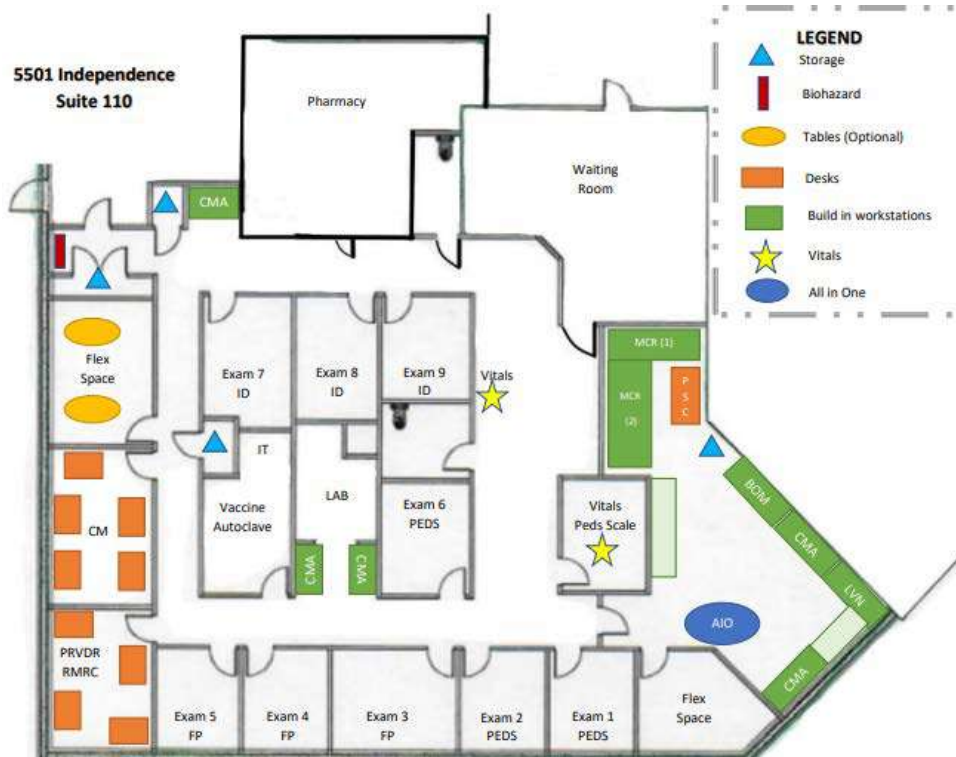 5501 Independence
Suite 110
Pharmacy
Waiting
Room
LEGEND
Storage
Biohazard
Tables (Optional)
Desks
Build in workstations
Vitals
All in One
CMA
Flex
Space
Exam 7
ID
Exam 8
ID
Exam 9
ID
Vitals
MCR (1)
MCR
(2)
PSC
IT
Vaccine
Autoclave
LAB
Exam 6
PEDS
Vitals
Peds Scale
BOM
CMA
LVN
CM
CMA
CMA
AIO
CMA
PRVDR
RMRC
Exam 5
FP
Exam 4
FP
Exam 3
FP
Exam 2
PEDS
Exam 1
PEDS
Flex
Space